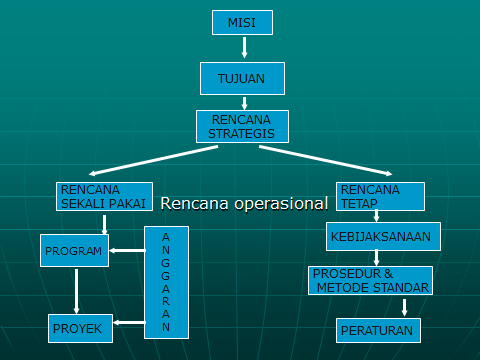 MISI
TUJUAN
RENCANA
STRATEGIS
RENCANA
SEKALI PAKAI
Rencana operasional
RENCANA
TETAP
PROGRAM
A
N
G
G
A
R
A
N
KEBIJAKSANAAN
PROSEDUR &
METODE STANDAR
PROYEK
PERATURAN